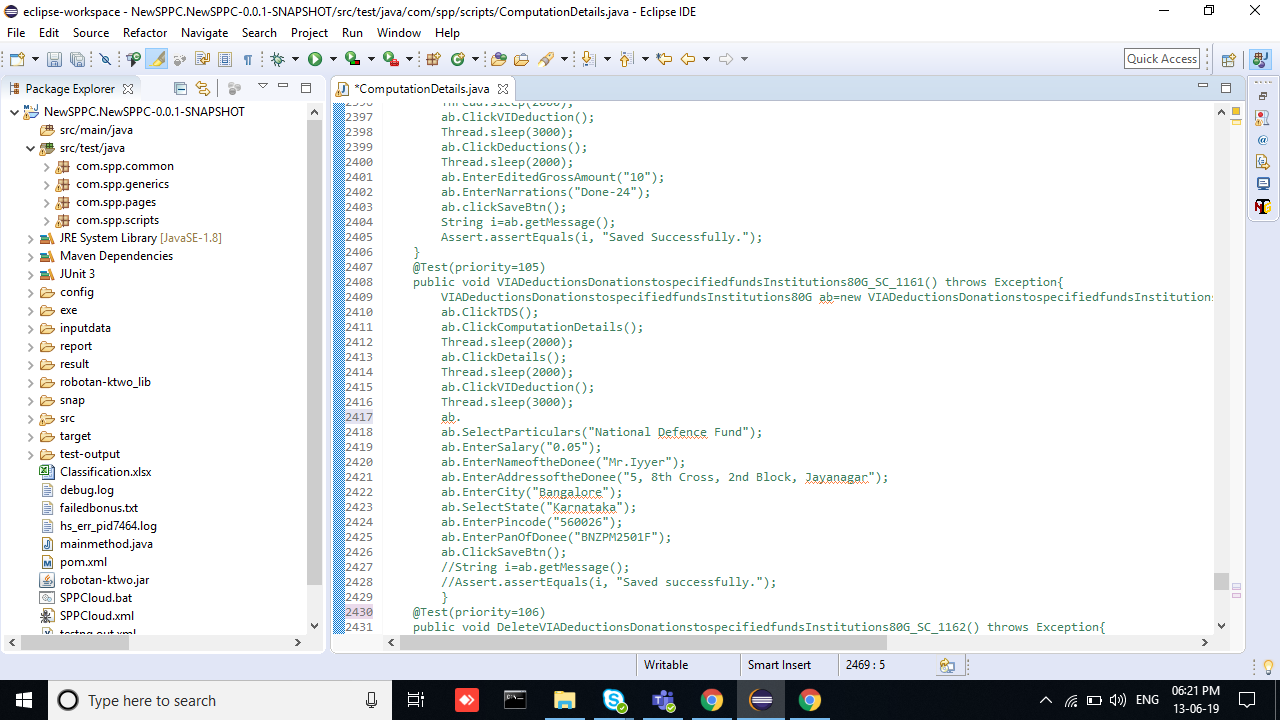 eclipse-workspace - NewSPPC.NewSPPC-0.0.1-SNAPSHOT/src/test/java/com/spp/scripts/ComputationDetails.java - Eclipse IDE
File Edit Source Refactor Navigate Search Project Run Window Help
Quick Access
Package Explorer
*ComputationDetails.java
NewSPPC.NewSPPC-0.0.1-SNAPSHOT
src/main/java
src/test/java
com.spp.common
com.spp.generics
com.spp.pages
com.spp.scripts
JRE System Library [JavaSE-1.8]
Maven Dependencies
JUnit 3
config
exe
inputdata
report
result
robotan-ktwo_lib
snap
src
target
test-output
Classification.xlsx
debug.log
failedbonus.txt
hs_err_pid7464.log
mainmethod.java
pom.xml
robotan-ktwo.jar
SPPCloud.bat
SPPCloud.xml
testng out.xml
2396 Thread.sleep(2000);
2397 ab.ClickVIDeduction();
2398 Thread.sleep(3000);
2399 ab.ClickDeductions();
2400 Thread.sleep(2000);
2401 ab.EnterEditedGrossAmount("10");
2402 ab.EnterNarrations("Done-24");
2403 ab.clickSaveBtn();
2404 String i=ab.getMessage();
2405 Assert.assertEquals(i, "Saved Successfully.");
2406 }
2407 @Test(priority=105)
2408 public void VIADeductionsDonationstospecifiedfundsInstitutions80G_SC_1161() throws Exception{
2409 VIADeductionsDonationstospecifiedfundsInstitutions80G ab=new VIADeductionsDonationstospecifiedfundsInstitutions
2410 ab.ClickTDS();
2411 ab.ClickComputationDetails();
2412 Thread.sleep(2000);
2413 ab.ClickDetails();
2414 Thread.sleep(2000);
2415 ab.ClickVIDeduction();
2416 Thread.sleep(3000);
2417 ab.
2418 ab.SelectParticulars("National Defence Fund");
2419 ab.EnterSalary("0.05");
2420 ab.EnterNameoftheDonee("Mr.Iyyer");
2421 ab.EnterAddressoftheDonee("5, 8th Cross, 2nd Block, Jayanagar");
2422 ab.EnterCity("Bangalore");
2423 ab.SelectState("Karnataka");
2424 ab.EnterPincode("560026");
2425 ab.EnterPanOfDonee("BNZPM2501F");
2426 ab.ClickSaveBtn();
2427 //String i=ab.getMessage();
2428 //Assert.assertEquals(i, "Saved successfully.");
2429 }
2430 @Test(priority=106)
2431 public void DeleteVIADeductionsDonationstospecifiedfundsInstitutions80G_SC_1162() throws Exception{
Writable Smart Insert 2469 : 5
Type here to search
ENG
06:21 PM
13-06-19